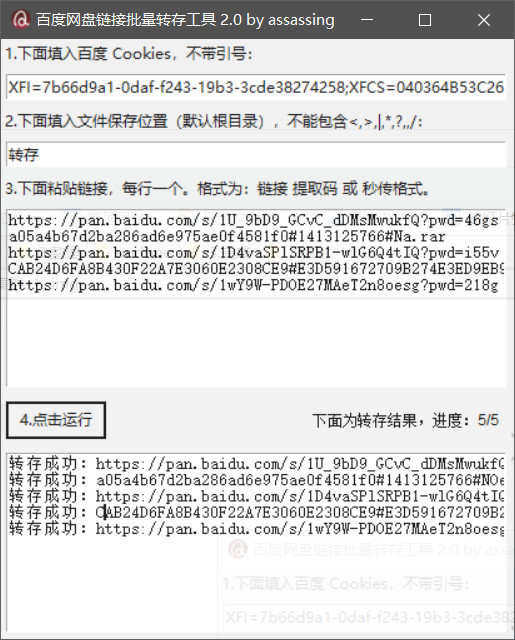 百度网盘链接批量转存工具 2.0 by assassing
1.下面填入百度 Cookies，不带引号：
XFI=7b66d9a1-0daf-f243-19b3-3cde38274258;XFCS=040364B53C26
2.下面填入文件保存位置（默认根目录），不能包含<,>,|,*,?,,/：
转存
3.下面粘贴链接，每行一个。格式为：链接 提取码 或 秒传格式。
https://pan.baidu.com/s/1U_9bD9_GCvC_dDMsMwukfQ?pwd=46gs
a05a4b67d2ba286ad6e975ae0f4581f0#1413125766#Na.rar
https://pan.baidu.com/s/1D4vaSPlSRPB1-wlG6Q4tIQ?pwd=i55v
CAB24D6FA8B430F22A7E3060E2308CE9#E3D591672709B274E3ED9EB9
https://pan.baidu.com/s/1wY9W-PDOE27MAeT2n8oesg?pwd=218g
4.点击运行
下面为转存结果，进度：5/5
转存成功：https://pan.baidu.com/s/1U_9bD9_GCvC_dDMsMwukfQ
转存成功：a05a4b67d2ba286ad6e975ae0f4581f0#1413125766#NOe
转存成功：https://pan.baidu.com/s/1D4vaSPlSRPB1-wlG6Q4tIQ
转存成功：CAB24D6FA8B430F22A7E3060E2308CE9#E3D591672709B2
转存成功：https://pan.baidu.com/s/1wY9W-PDOE27MAeT2n8oesg
百度网盘链接批量转存工具 2.0 by assassing
1.下面填入百度 Cookies，不带引号：
XFI=7b66d9a1-0daf-f243-19b3-3cde38